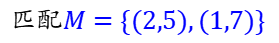 匹配M = {(2,5), (1,7)}